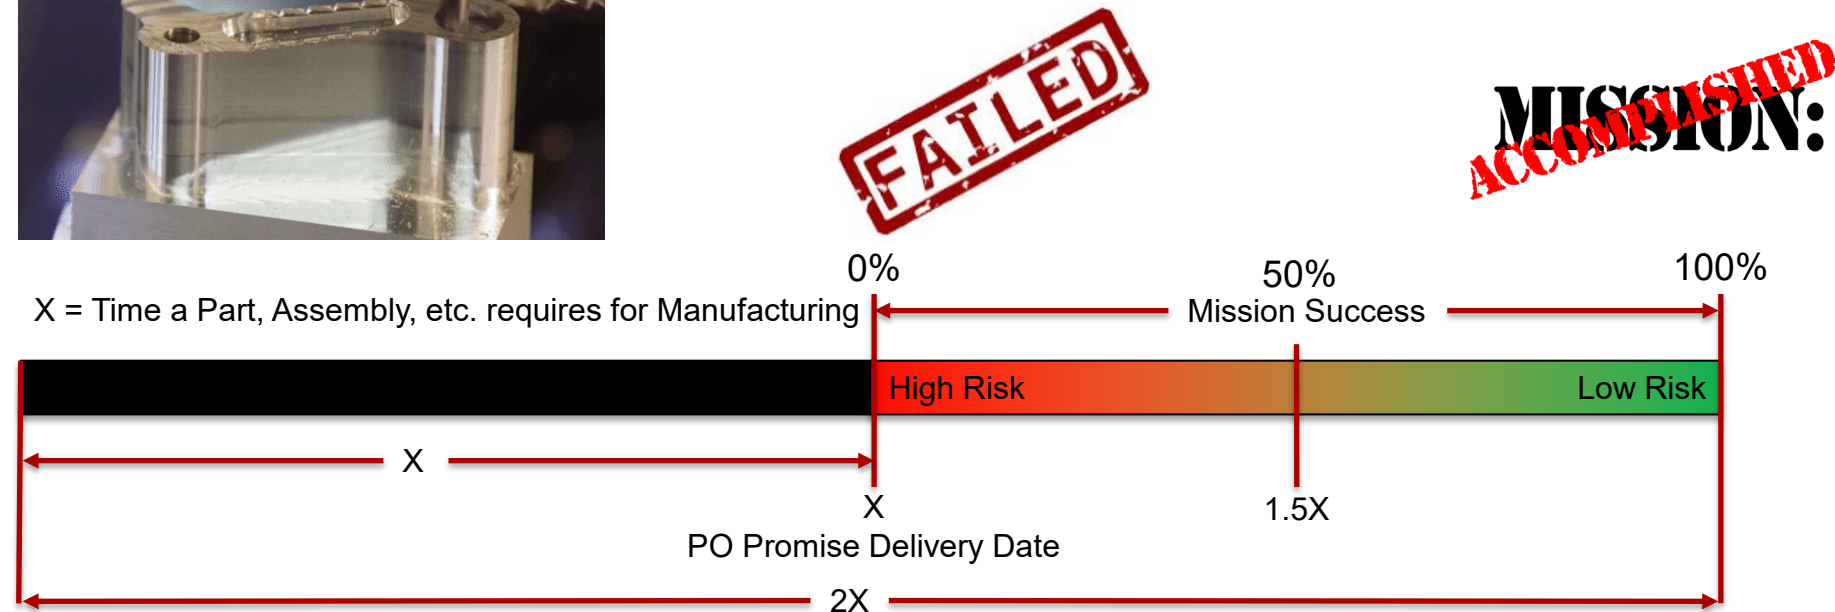 FAILED
MISSION:
ACCOMPLISHED
0%
50%
100%
X = Time a Part, Assembly, etc. requires for Manufacturing
Mission Success
High Risk
Low Risk
X
X
1.5X
PO Promise Delivery Date
2X